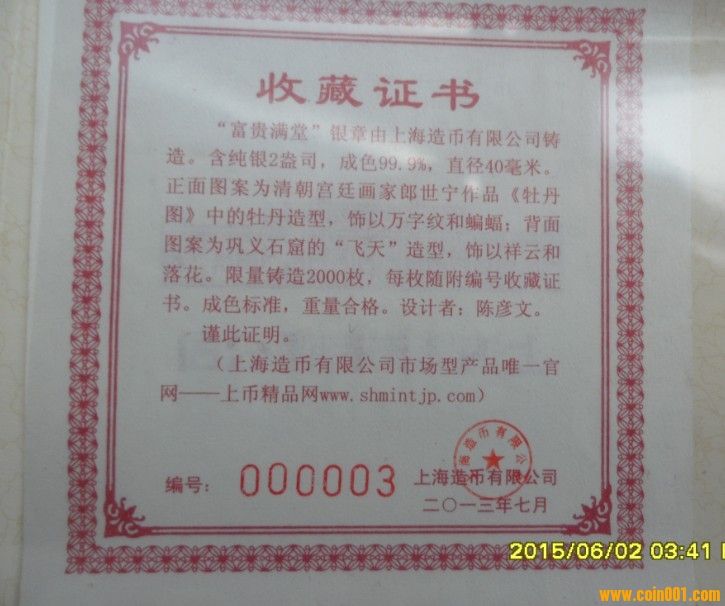 收藏证书
“富贵满堂”银章由上海造币有限公司铸
造。含纯银2盎司，成色99.9%，直径40毫米。
正面图案为清朝宫廷画家郎世宁作品《牡丹
图》中的牡丹造型，饰以万字纹和蝙蝠；背面
图案为巩义石窟的“飞天”造型，饰以祥云和
落花。限量铸造2000枚，每枚随附编号收藏证
书。成色标准，重量合格。设计者：陈彦文。
谨此证明。
（上海造币有限公司市场型产品唯一官
网——上币精品网www.shmintjp.com）
编号：000003
上海造币有限公司
二〇一三年七月
2015/06/02 03:41
www.coin001.com